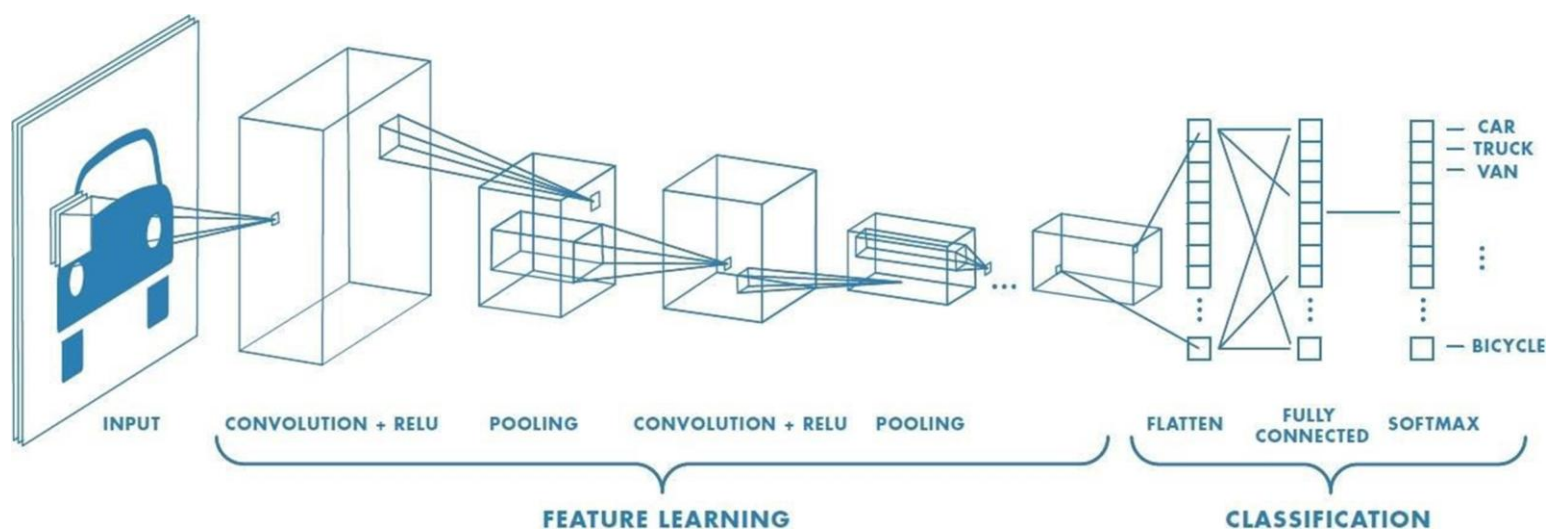 CAR
TRUCK
VAN
BICYCLE
INPUT
CONVOLUTION + RELU
POOLING
CONVOLUTION + RELU
POOLING
FLATTEN
FULLY
CONNECTED
SOFTMAX
FEATURE LEARNING
CLASSIFICATION